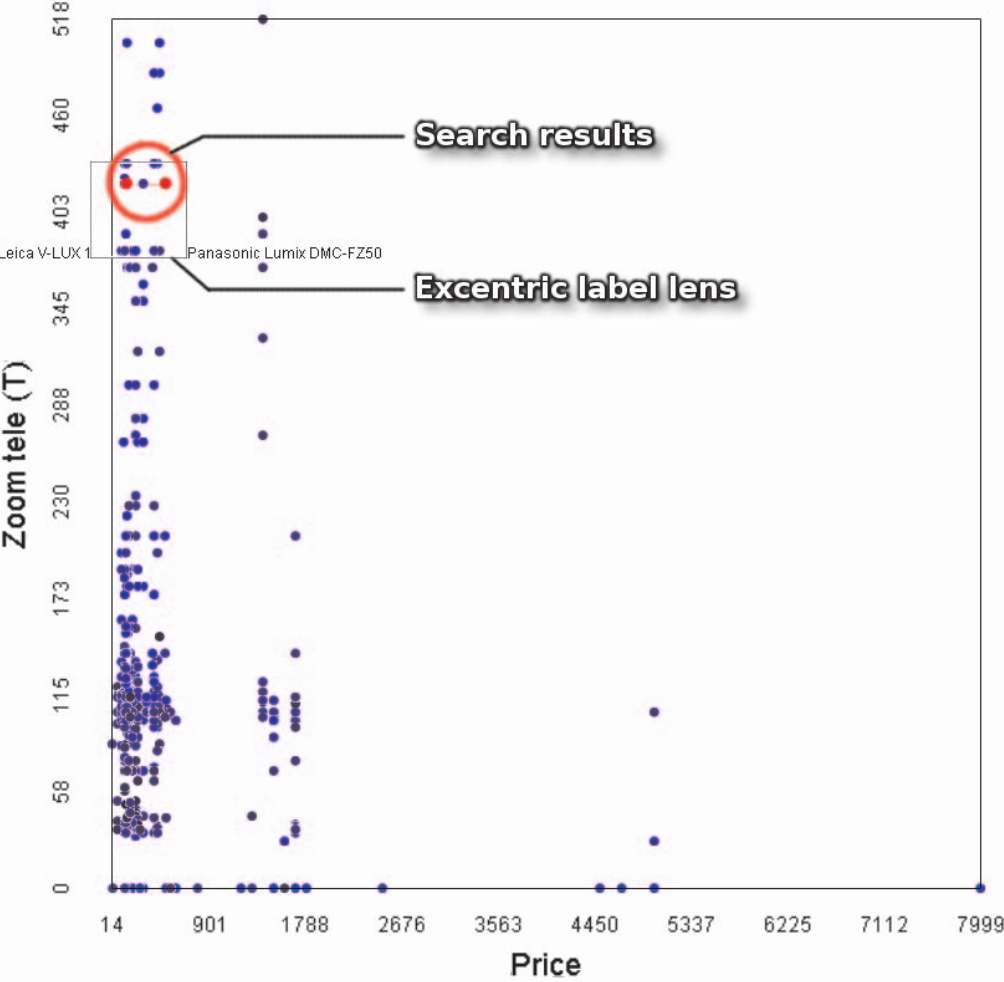 518
460
Search results
403
Leica V-LUX 1 Panasonic Lumix DMC-FZ50
Excentric label lens
345
288
Zoom tele (T)
230
173
115
58
0
14 901 1788 2676 3563 4450 5337 6225 7112 7999
Price